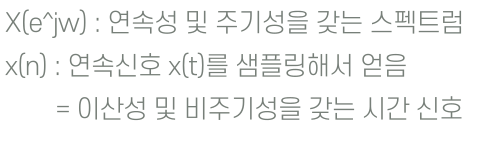 X(e^jw) : 연속성 및 주기성을 갖는 스펙트럼
x(n) : 연속신호 x(t)를 샘플링해서 얻음
= 이산성 및 비주기성을 갖는 시간 신호